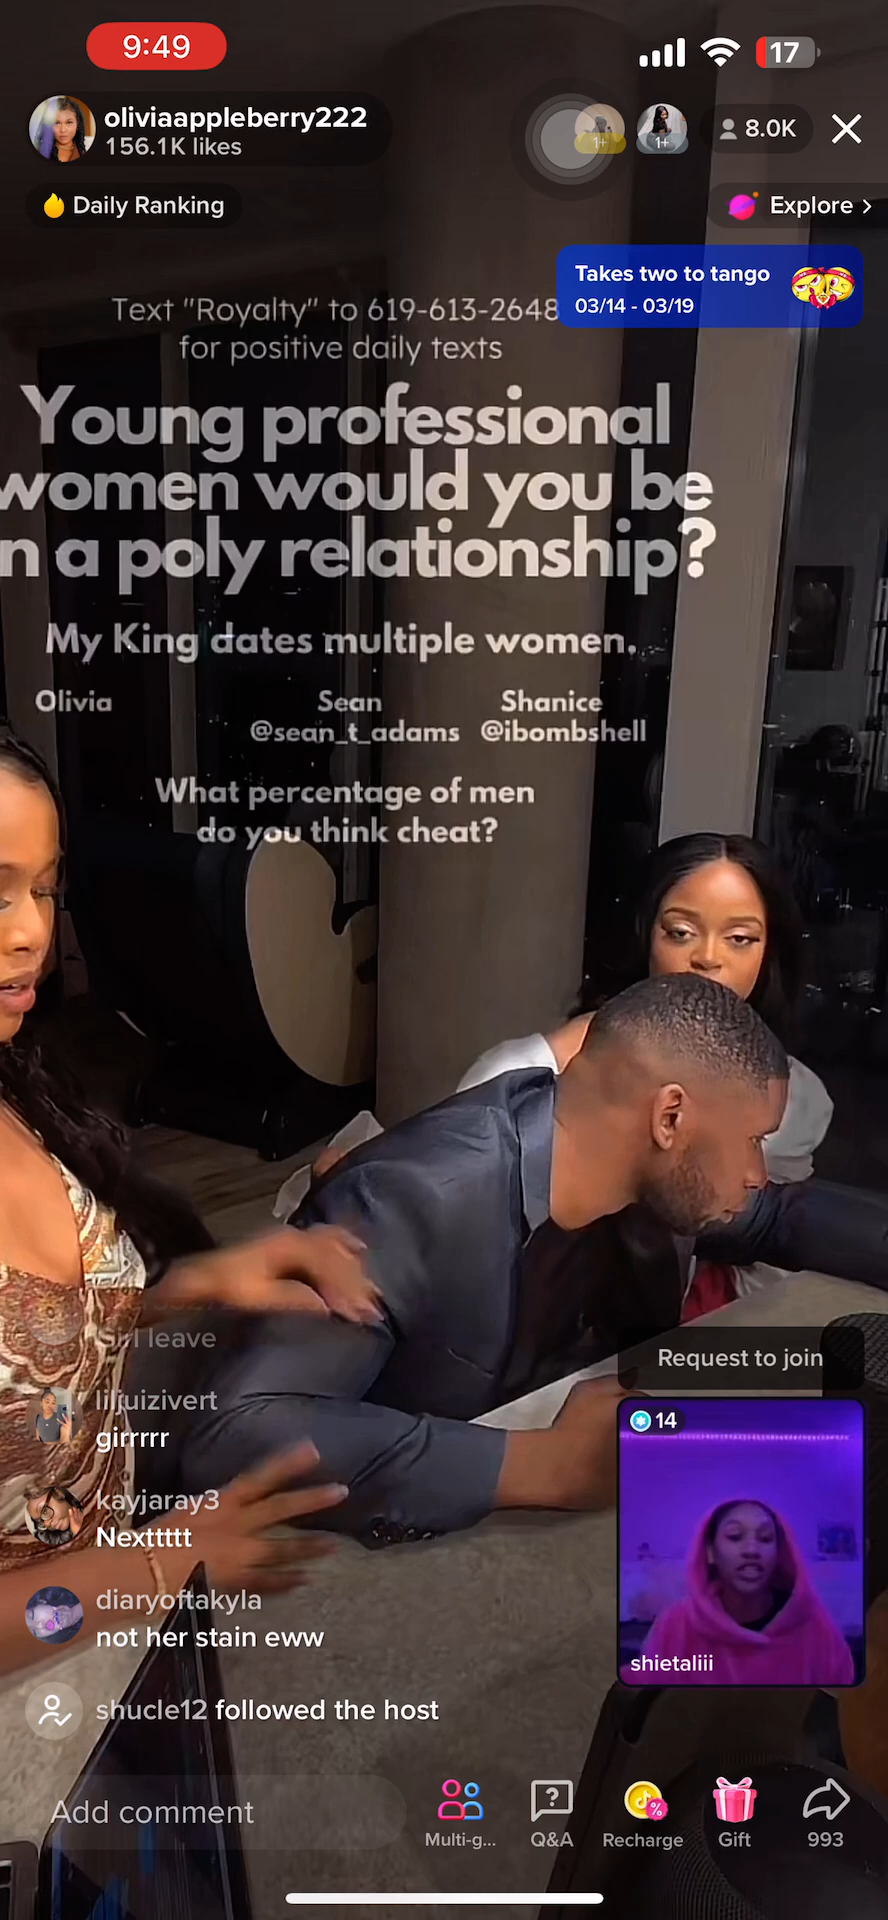 9:49
17
oliviaappleberry222
156.1K likes
1+
1+
8.0K
Daily Ranking
Explore >
Takes two to tango
03/14 - 03/19
Text "Royalty" to 619-613-2648
for positive daily texts
Young professional
women would you be
n a poly relationship?
My King dates multiple women.
Olivia
Sean
Shanice
@sean_t_adams @ibombshell
What percentage of men
do you think cheat?
Girl leave
Request to join
liljuizivert
girrrrr
14
kayjaray3
Nexttttt
diaryoftakyla
not her stain eww
shietaliii
shucle12 followed the host
Add comment
Multi-g...
Q&A
Recharge
Gift
993